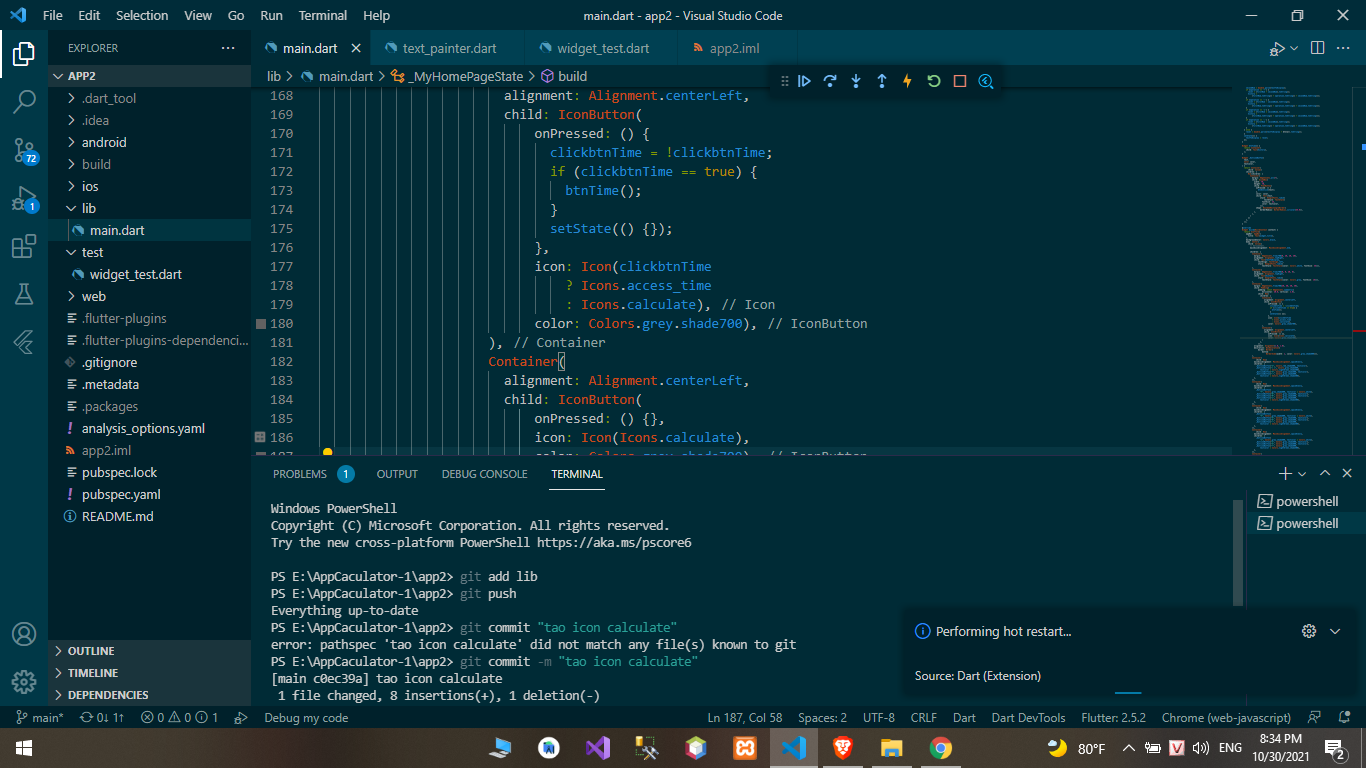 File Edit Selection View Go Run Terminal Help
main.dart - app2 - Visual Studio Code
EXPLORER
main.dart
text_painter.dart
widget_test.dart
app2.iml
APP2
.dart_tool
.idea
android
build
ios
lib
main.dart
test
widget_test.dart
web
.flutter-plugins
.flutter-plugins-dependenci...
.gitignore
.metadata
.packages
analysis_options.yaml
app2.iml
pubspec.lock
pubspec.yaml
README.md
OUTLINE
TIMELINE
DEPENDENCIES
72
1
lib > main.dart > _MyHomePageState > build
168 alignment: Alignment.centerLeft,
169 child: IconButton(
170 onPressed: () {
171 clickbtnTime = !clickbtnTime;
172 if (clickbtnTime == true) {
173 btnTime();
174 }
175 setState(() {});
176 },
177 icon: Icon(clickbtnTime
178 ? Icons.access_time
179 : Icons.calculate), // Icon
180 color: Colors.grey.shade700), // IconButton
181 ), // Container
182 Container(
183 alignment: Alignment.centerLeft,
184 child: IconButton(
185 onPressed: () {},
186 icon: Icon(Icons.calculate),
187 color: Colors.grey.shade700), // IconButton
PROBLEMS 1 OUTPUT DEBUG CONSOLE TERMINAL
powershell
powershell
Windows PowerShell
Copyright (C) Microsoft Corporation. All rights reserved.
Try the new cross-platform PowerShell https://aka.ms/pscore6
PS E:\AppCaculator-1\app2> git add lib
PS E:\AppCaculator-1\app2> git push
Everything up-to-date
PS E:\AppCaculator-1\app2> git commit "tao icon calculate"
error: pathspec 'tao icon calculate' did not match any file(s) known to git
PS E:\AppCaculator-1\app2> git commit -m "tao icon calculate"
[main c0ec39a] tao icon calculate
1 file changed, 8 insertions(+), 1 deletion(-)
Performing hot restart...
Source: Dart (Extension)
main* 0↓ 1↑ 0 0 1 Debug my code
Ln 187, Col 58 Spaces: 2 UTF-8 CRLF Dart Dart DevTools Flutter: 2.5.2 Chrome (web-javascript)
80°F
V
ENG
8:34 PM
10/30/2021
2